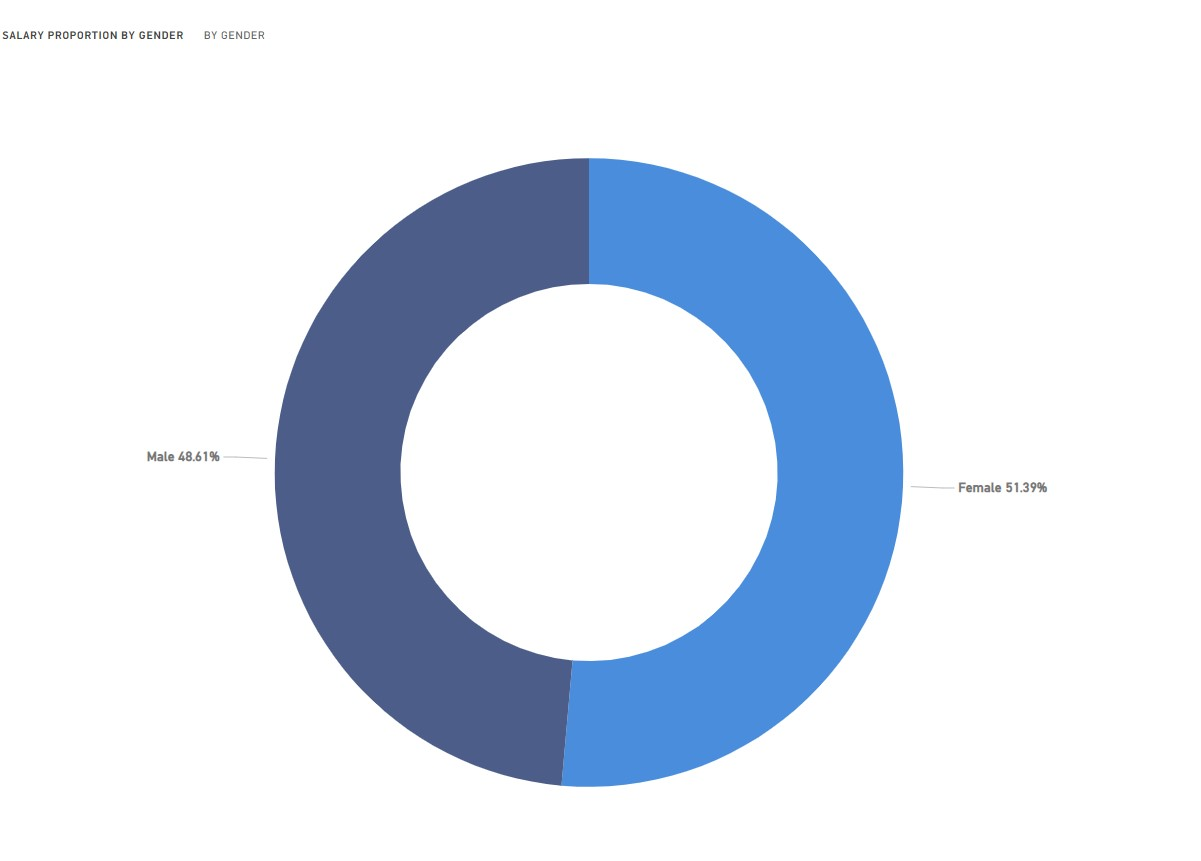 SALARY PROPORTION BY GENDER BY GENDER
Male 48.61%
Female 51.39%